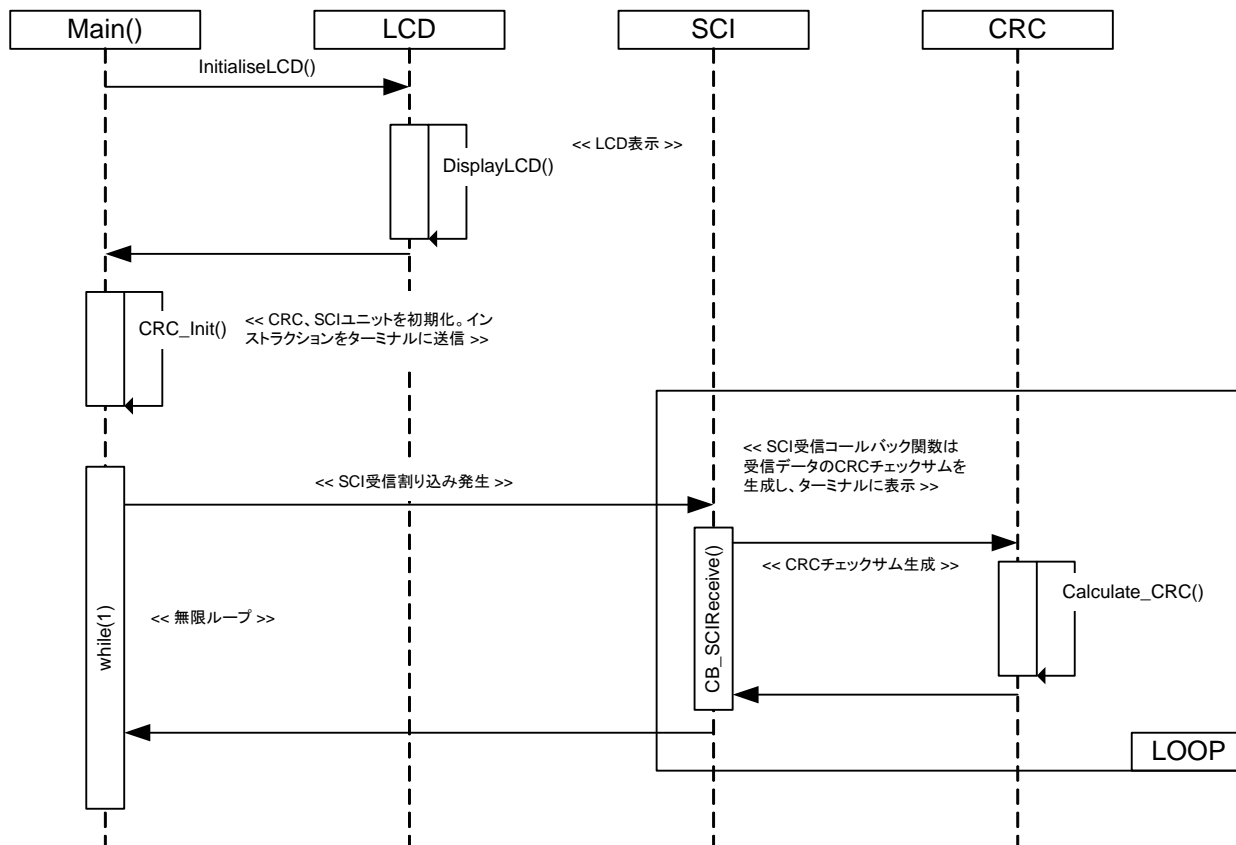 Main()
LCD
SCI
CRC
InitialiseLCD()
<< LCD表示 >>
DisplayLCD()
CRC_Init()
<< CRC、SCIユニットを初期化。イン
ストラクションをターミナルに送信 >>
<< SCI受信コールバック関数は
受信データのCRCチェックサムを
生成し、ターミナルに表示 >>
<< SCI受信割り込み発生 >>
<< CRCチェックサム生成 >>
Calculate_CRC()
while(1)
<< 無限ループ >>
CB_SCIReceive()
LOOP